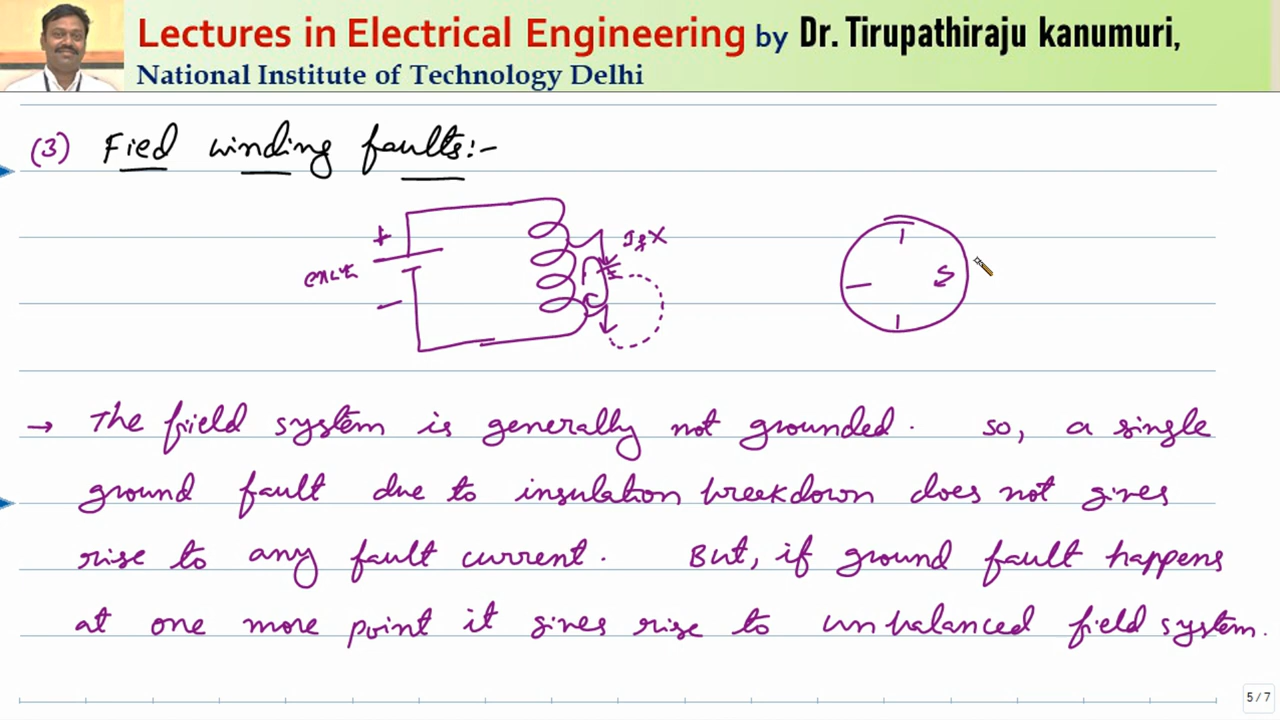 Lectures in Electrical Engineering by Dr. Tirupathiraju kanumuri,
National Institute of Technology Delhi
(3) Fied winding faults:-
+
If X
-
S
→ The field system is generally not grounded. So, a single
ground fault due to insulation breekdown does not gives
rise to any fault current. But, if ground fault happens
at one more point it gives rise to unbalanced field system.
5 / 7